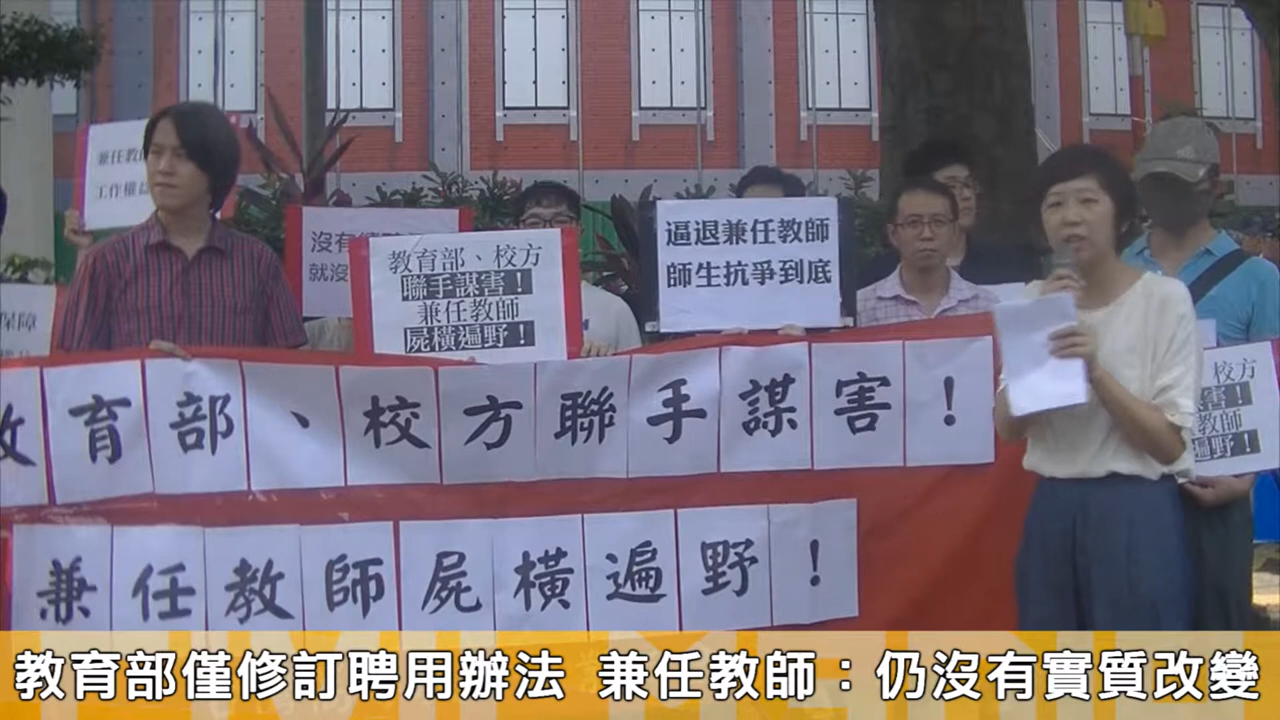 兼任教
工作權
沒有
就沒
教育部、校方
聯手謀害！
兼任教師
屍橫遍野！
逼退兼任教師
師生抗爭到底
保障
校方
害！
教師
遍野！
教育部、校方聯手謀害！
兼任教師屍橫遍野！
教育部僅修訂聘用辦法 兼任教師：仍沒有實質改變